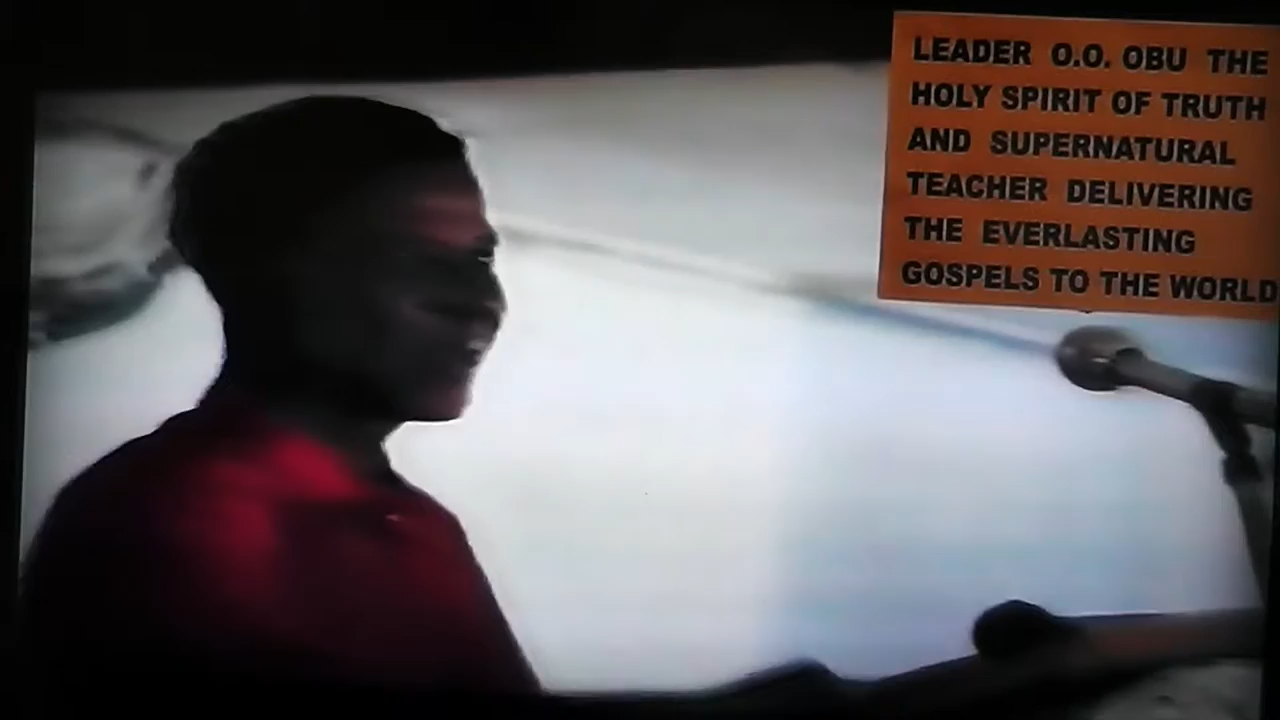 LEADER O.O. OBU THE
HOLY SPIRIT OF TRUTH
AND SUPERNATURAL
TEACHER DELIVERING
THE EVERLASTING
GOSPELS TO THE WORLD